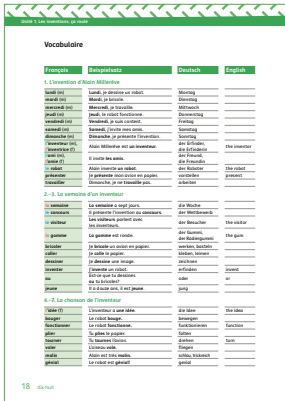 Unité 1, Les inventions, ça roule
Vocabulaire
Français Beispielsatz Deutsch English
1. L'invention d'Alain Millerêve
lundi (m) Lundi, je dessine un robot. Montag
mardi (m) Mardi, je bricole. Dienstag
mercredi (m) Mercredi, je travaille. Mittwoch
jeudi (m) Jeudi, le robot fonctionne. Donnerstag
vendredi (m) Vendredi, je suis content. Freitag
samedi (m) Samedi, j'invite mes amis. Samstag
dimanche (m) Dimanche, je présente l'invention. Sonntag
l'inventeur (m), l'inventrice (f) Alain Millerêve est un inventeur. der Erfinder, die Erfinderin the inventor
l'ami (m), l'amie (f) Il invite les amis. der Freund, die Freundin
le robot Alain invente un robot. der Roboter the robot
présenter Je présente mon avion en papier. vorstellen present
travailler Dimanche, je ne travaille pas. arbeiten
2.–3. La semaine d'un inventeur
la semaine La semaine a sept jours. die Woche
le concours Il présente l'invention au concours. der Wettbewerb
le visiteur Les visiteurs parlent avec les inventeurs. der Besucher the visitor
la gomme La gomme est ronde. der Gummi, der Radiergummi the gum
bricoler Je bricole un avion en papier. werken, basteln
coller Je colle le papier. kleben, leimen
dessiner Je dessine une image. zeichnen
inventer J'invente un robot. erfinden invent
ou Est-ce que tu dessines ou tu bricoles? oder or
jeune Il a douze ans, il est jeune. jung
4.–7. La chanson de l'inventeur
l'idée (f) L'inventeur a une idée. die Idee the idea
bouger Le robot bouge. bewegen
fonctionner Le robot fonctionne. funktionieren function
plier Tu plies le papier. falten
tourner Tu tournes l'avion. drehen turn
voler L'oiseau vole. fliegen
malin Alain est très malin. schlau, trickreich
génial Le robot est génial! genial
18 dix-huit